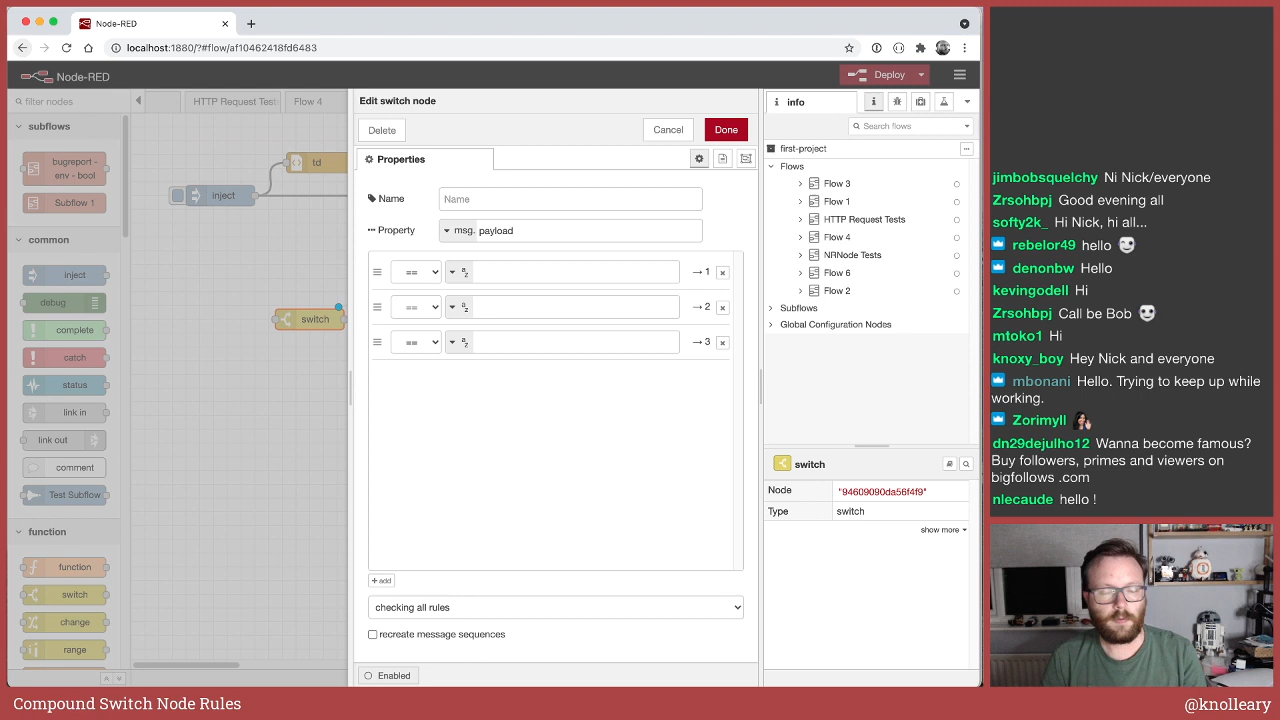 Node-RED
localhost:1880/?#flow/af10462418fd6483
Node-RED
Deploy
filter nodes
HTTP Request Test
Flow 4
Edit switch node
info
subflows
Delete
Cancel
Done
Search flows
bugreport -
env - bool
Subflow 1
inject
td
Properties
first-project
Flows
Flow 3
Flow 1
HTTP Request Tests
Flow 4
NRNode Tests
Flow 6
Flow 2
Subflows
Global Configuration Nodes
Name
Name
Property
msg. payload
== az → 1
== az → 2
== az → 3
common
inject
debug
complete
catch
status
link in
link out
comment
Test Subflow
switch
function
function
switch
change
range
add
checking all rules
recreate message sequences
Enabled
switch
Node "94609090da56f4f9"
Type switch
show more
jimbobsquelchy Ni Nick/everyone
Zrsohbpj Good evening all
softy2k_ Hi Nick, hi all...
rebelor49 hello
denonbw Hello
kevingodell Hi
Zrsohbpj Call be Bob
mtoko1 Hi
knoxy_boy Hey Nick and everyone
mbonani Hello. Trying to keep up while
working.
Zorimyll
dn29dejulho12 Wanna become famous?
Buy followers, primes and viewers on
bigfollows .com
nlecaude hello !
Compound Switch Node Rules
@knolleary